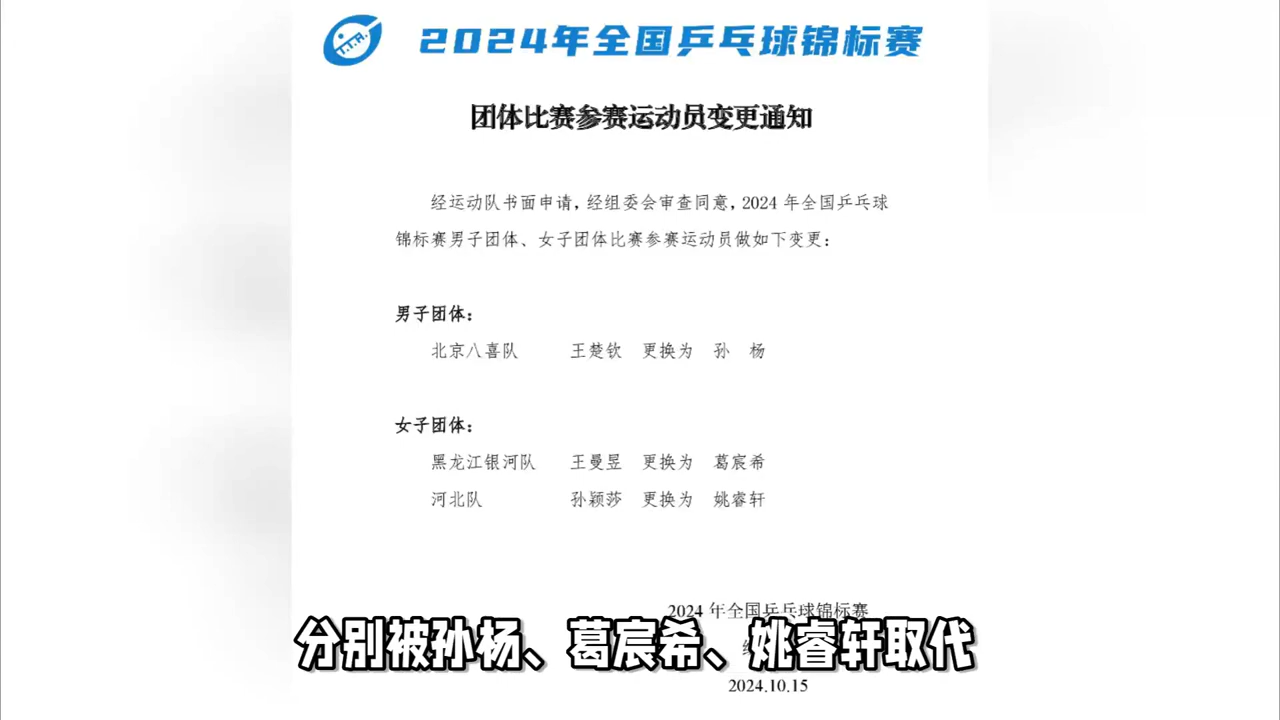 2024年全国乒乓球锦标赛
团体比赛参赛运动员变更通知
经运动队书面申请,经组委会审查同意,2024 年全国乒乓球
锦标赛男子团体、女子团体比赛参赛运动员做如下变更:
男子团体:
北京八喜队 王楚钦 更换为 孙 杨
女子团体:
黑龙江银河队 王曼昱 更换为 葛宸希
河北队 孙颖莎 更换为 姚睿轩
2024 年全国乒乓球锦标赛
分别被孙杨、葛宸希、姚睿轩取代
2024.10.15